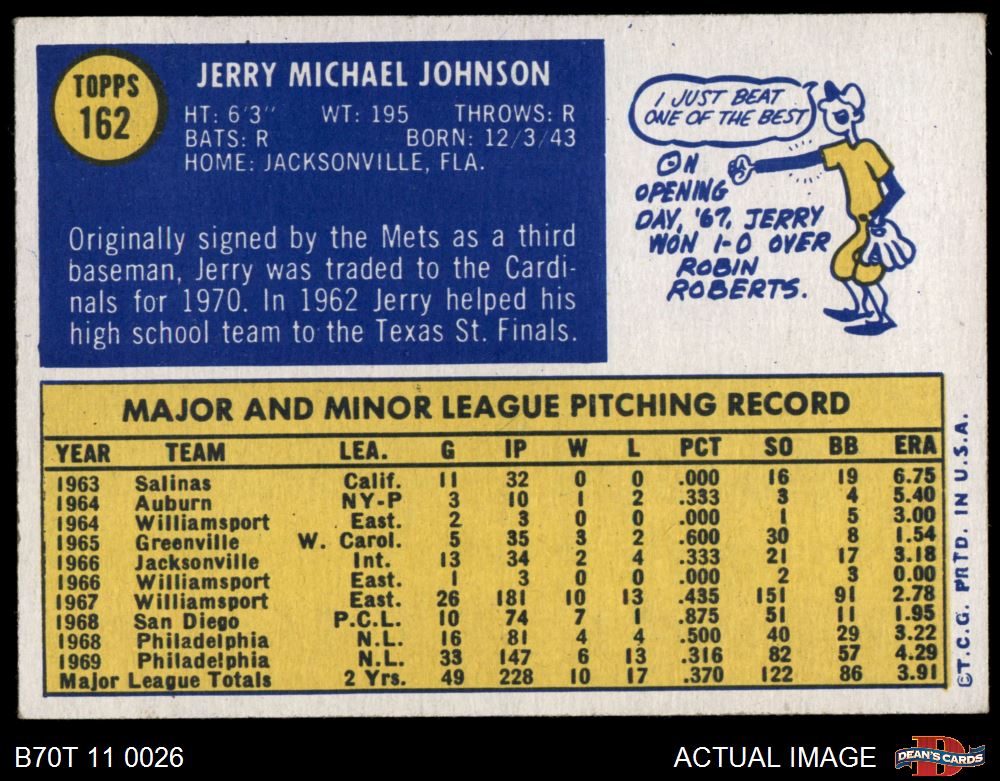 TOPPS
162
JERRY MICHAEL JOHNSON
HT: 6'3" WT: 195 THROWS: R
BATS: R BORN: 12/3/43
HOME: JACKSONVILLE, FLA.
Originally signed by the Mets as a third
baseman, Jerry was traded to the Cardi-
nals for 1970. In 1962 Jerry helped his
high school team to the Texas St. Finals.
I JUST BEAT
ONE OF THE BEST
ON
OPENING
DAY, '67, JERRY
WON 1-0 OVER
ROBIN
ROBERTS.
MAJOR AND MINOR LEAGUE PITCHING RECORD
YEAR TEAM LEA. G IP W L PCT SO BB ERA
1963 Salinas Calif. 11 32 0 0 .000 16 19 6.75
1964 Auburn NY-P 3 10 1 2 .333 3 4 5.40
1964 Williamsport East. 2 3 0 0 .000 1 5 3.00
1965 Greenville W. Carol. 5 35 3 2 .600 30 8 1.54
1966 Jacksonville Int. 13 34 2 4 .333 21 17 3.18
1966 Williamsport East. 1 3 0 0 .000 2 3 0.00
1967 Williamsport East. 26 181 10 13 .435 151 91 2.78
1968 San Diego P.C.L. 10 74 7 1 .875 51 11 1.95
1968 Philadelphia N.L. 16 81 4 4 .500 40 29 3.22
1969 Philadelphia N.L. 33 147 6 13 .316 82 57 4.29
Major League Totals 2 Yrs. 49 228 10 17 .370 122 86 3.91
©T.C.G. PRTD. IN U.S.A.
B70T 11 0026
ACTUAL IMAGE
D
DEAN'S CARDS